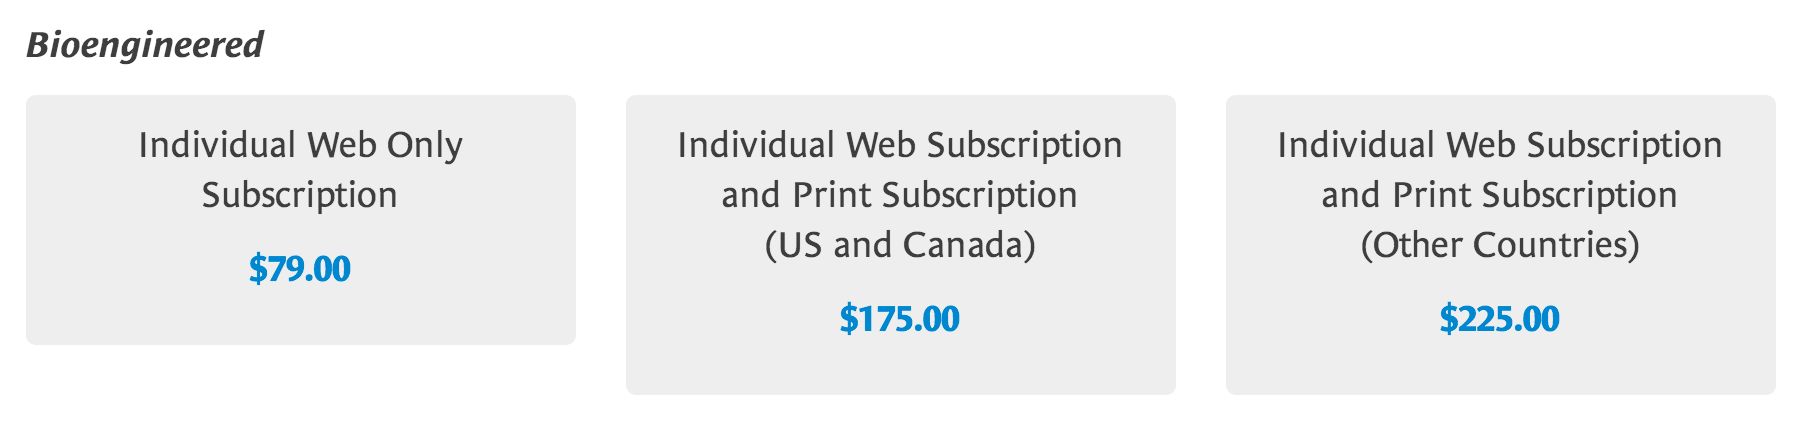 Bioengineered
Individual Web Only
Subscription
$79.00
Individual Web Subscription
and Print Subscription
(US and Canada)
$175.00
Individual Web Subscription
and Print Subscription
(Other Countries)
$225.00